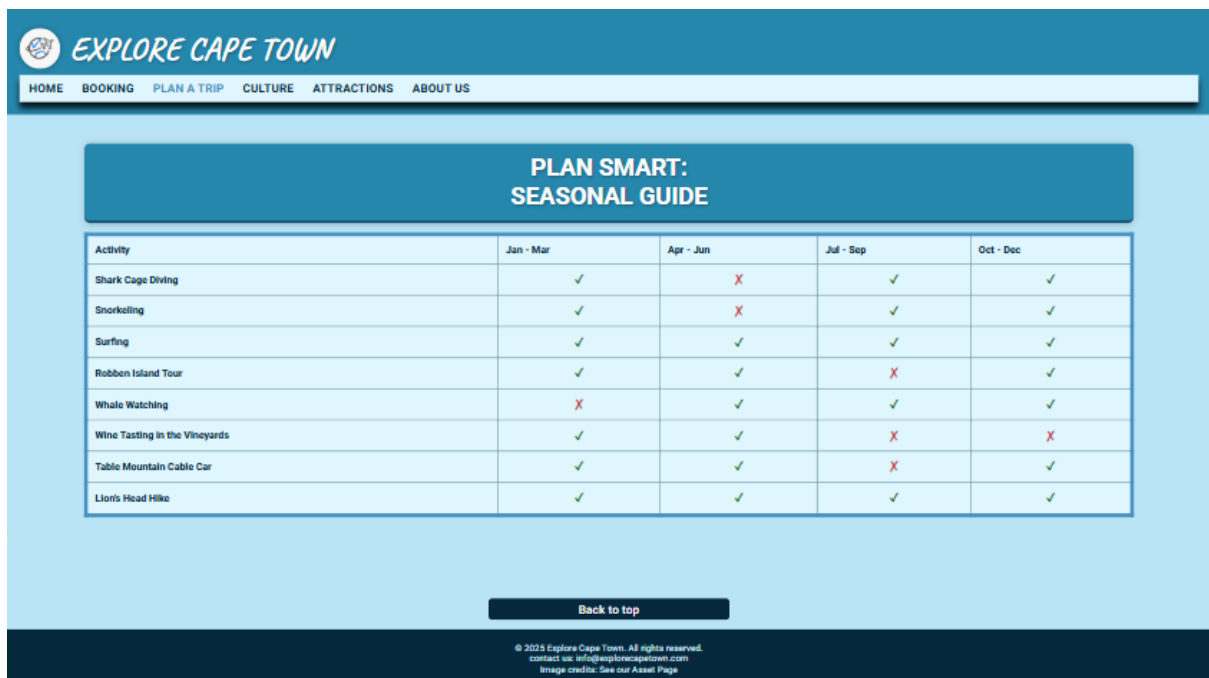 EXPLORE CAPE TOWN
HOME BOOKING PLAN A TRIP CULTURE ATTRACTIONS ABOUT US
PLAN SMART:
SEASONAL GUIDE
Activity Jan - Mar Apr - Jun Jul - Sep Oct - Dec
Shark Cage Diving ✓ ✗ ✓ ✓
Snorkeling ✓ ✗ ✓ ✓
Surfing ✓ ✓ ✓ ✓
Robben Island Tour ✓ ✓ ✗ ✓
Whale Watching ✗ ✓ ✓ ✓
Wine Tasting in the Vineyards ✓ ✓ ✗ ✗
Table Mountain Cable Car ✓ ✓ ✗ ✓
Lion's Head Hike ✓ ✓ ✓ ✓
Back to top
© 2025 Explore Cape Town. All rights reserved.
contact us: info@explorecapetown.com
Image credits: See our Asset Page